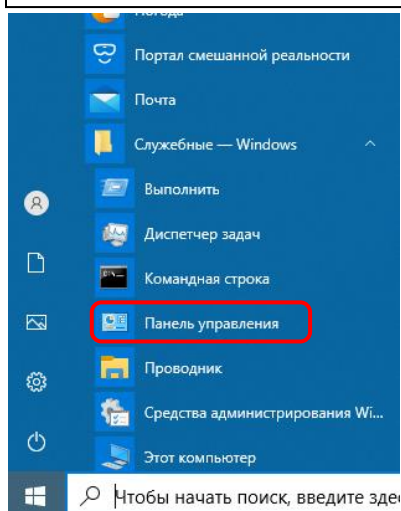 Погода
Портал смешанной реальности
Почта
Служебные — Windows
Выполнить
Диспетчер задач
Командная строка
Панель управления
Проводник
Средства администрирования Wi...
Этот компьютер
Чтобы начать поиск, введите здес